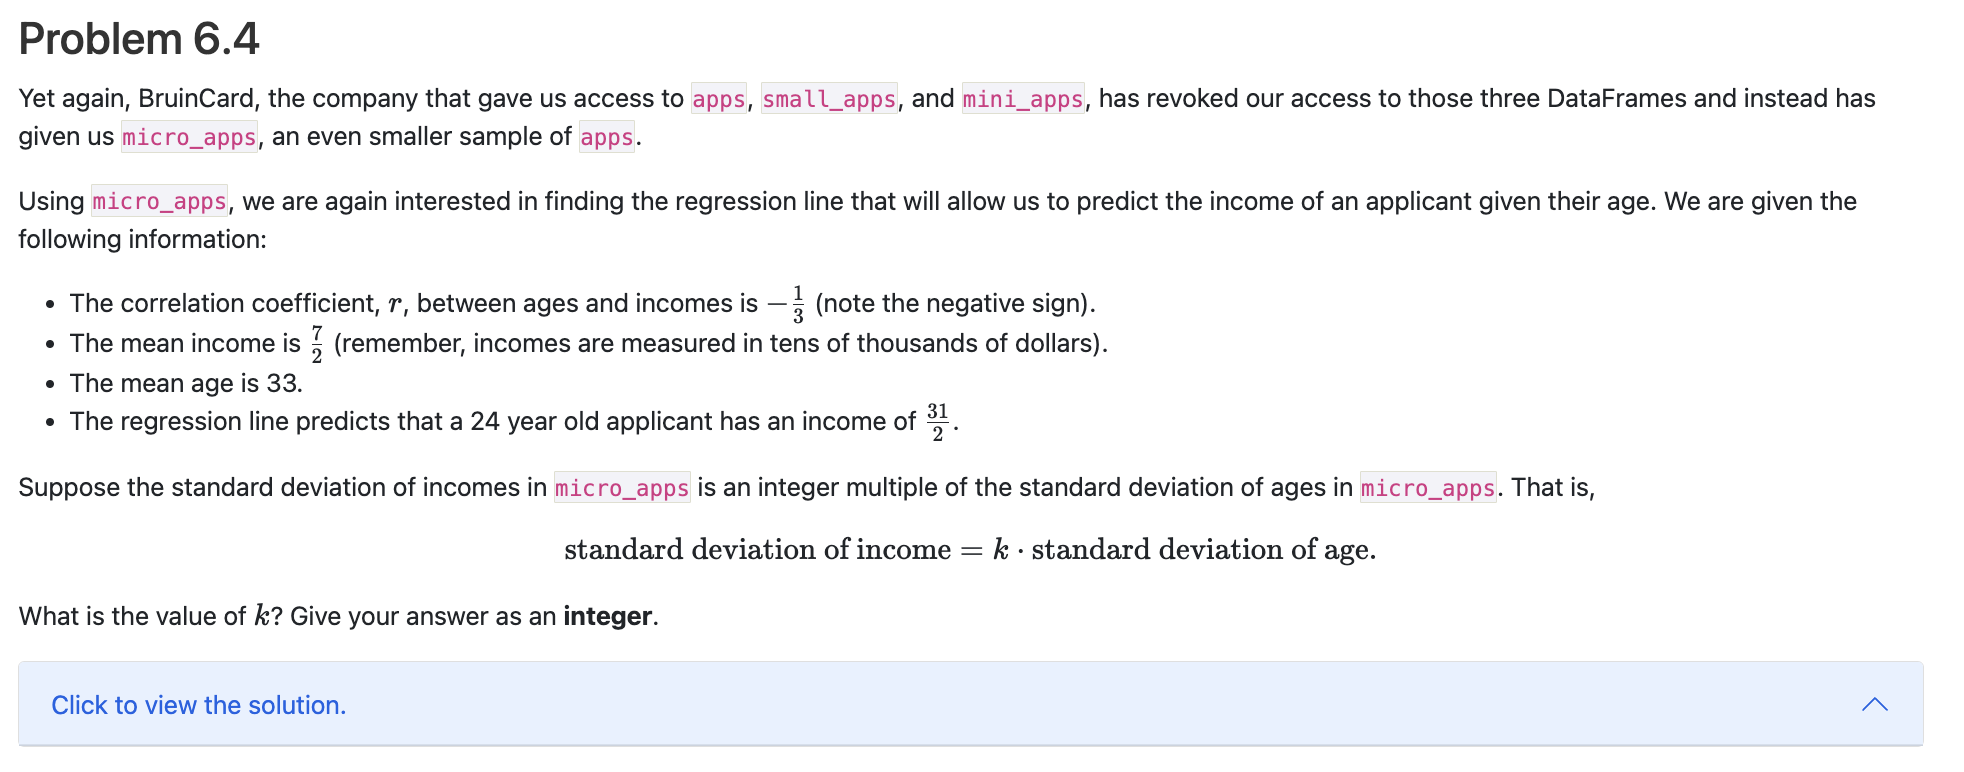 Problem 6.4
Yet again, BruinCard, the company that gave us access to apps, small_apps, and mini_apps, has revoked our access to those three DataFrames and instead has
given us micro_apps, an even smaller sample of apps.
Using micro_apps, we are again interested in finding the regression line that will allow us to predict the income of an applicant given their age. We are given the
following information:
• The correlation coefficient, r, between ages and incomes is −1/3 (note the negative sign).
• The mean income is 7/2 (remember, incomes are measured in tens of thousands of dollars).
• The mean age is 33.
• The regression line predicts that a 24 year old applicant has an income of 31/2.
Suppose the standard deviation of incomes in micro_apps is an integer multiple of the standard deviation of ages in micro_apps. That is,
standard deviation of income = k · standard deviation of age.
What is the value of k? Give your answer as an integer.
Click to view the solution.